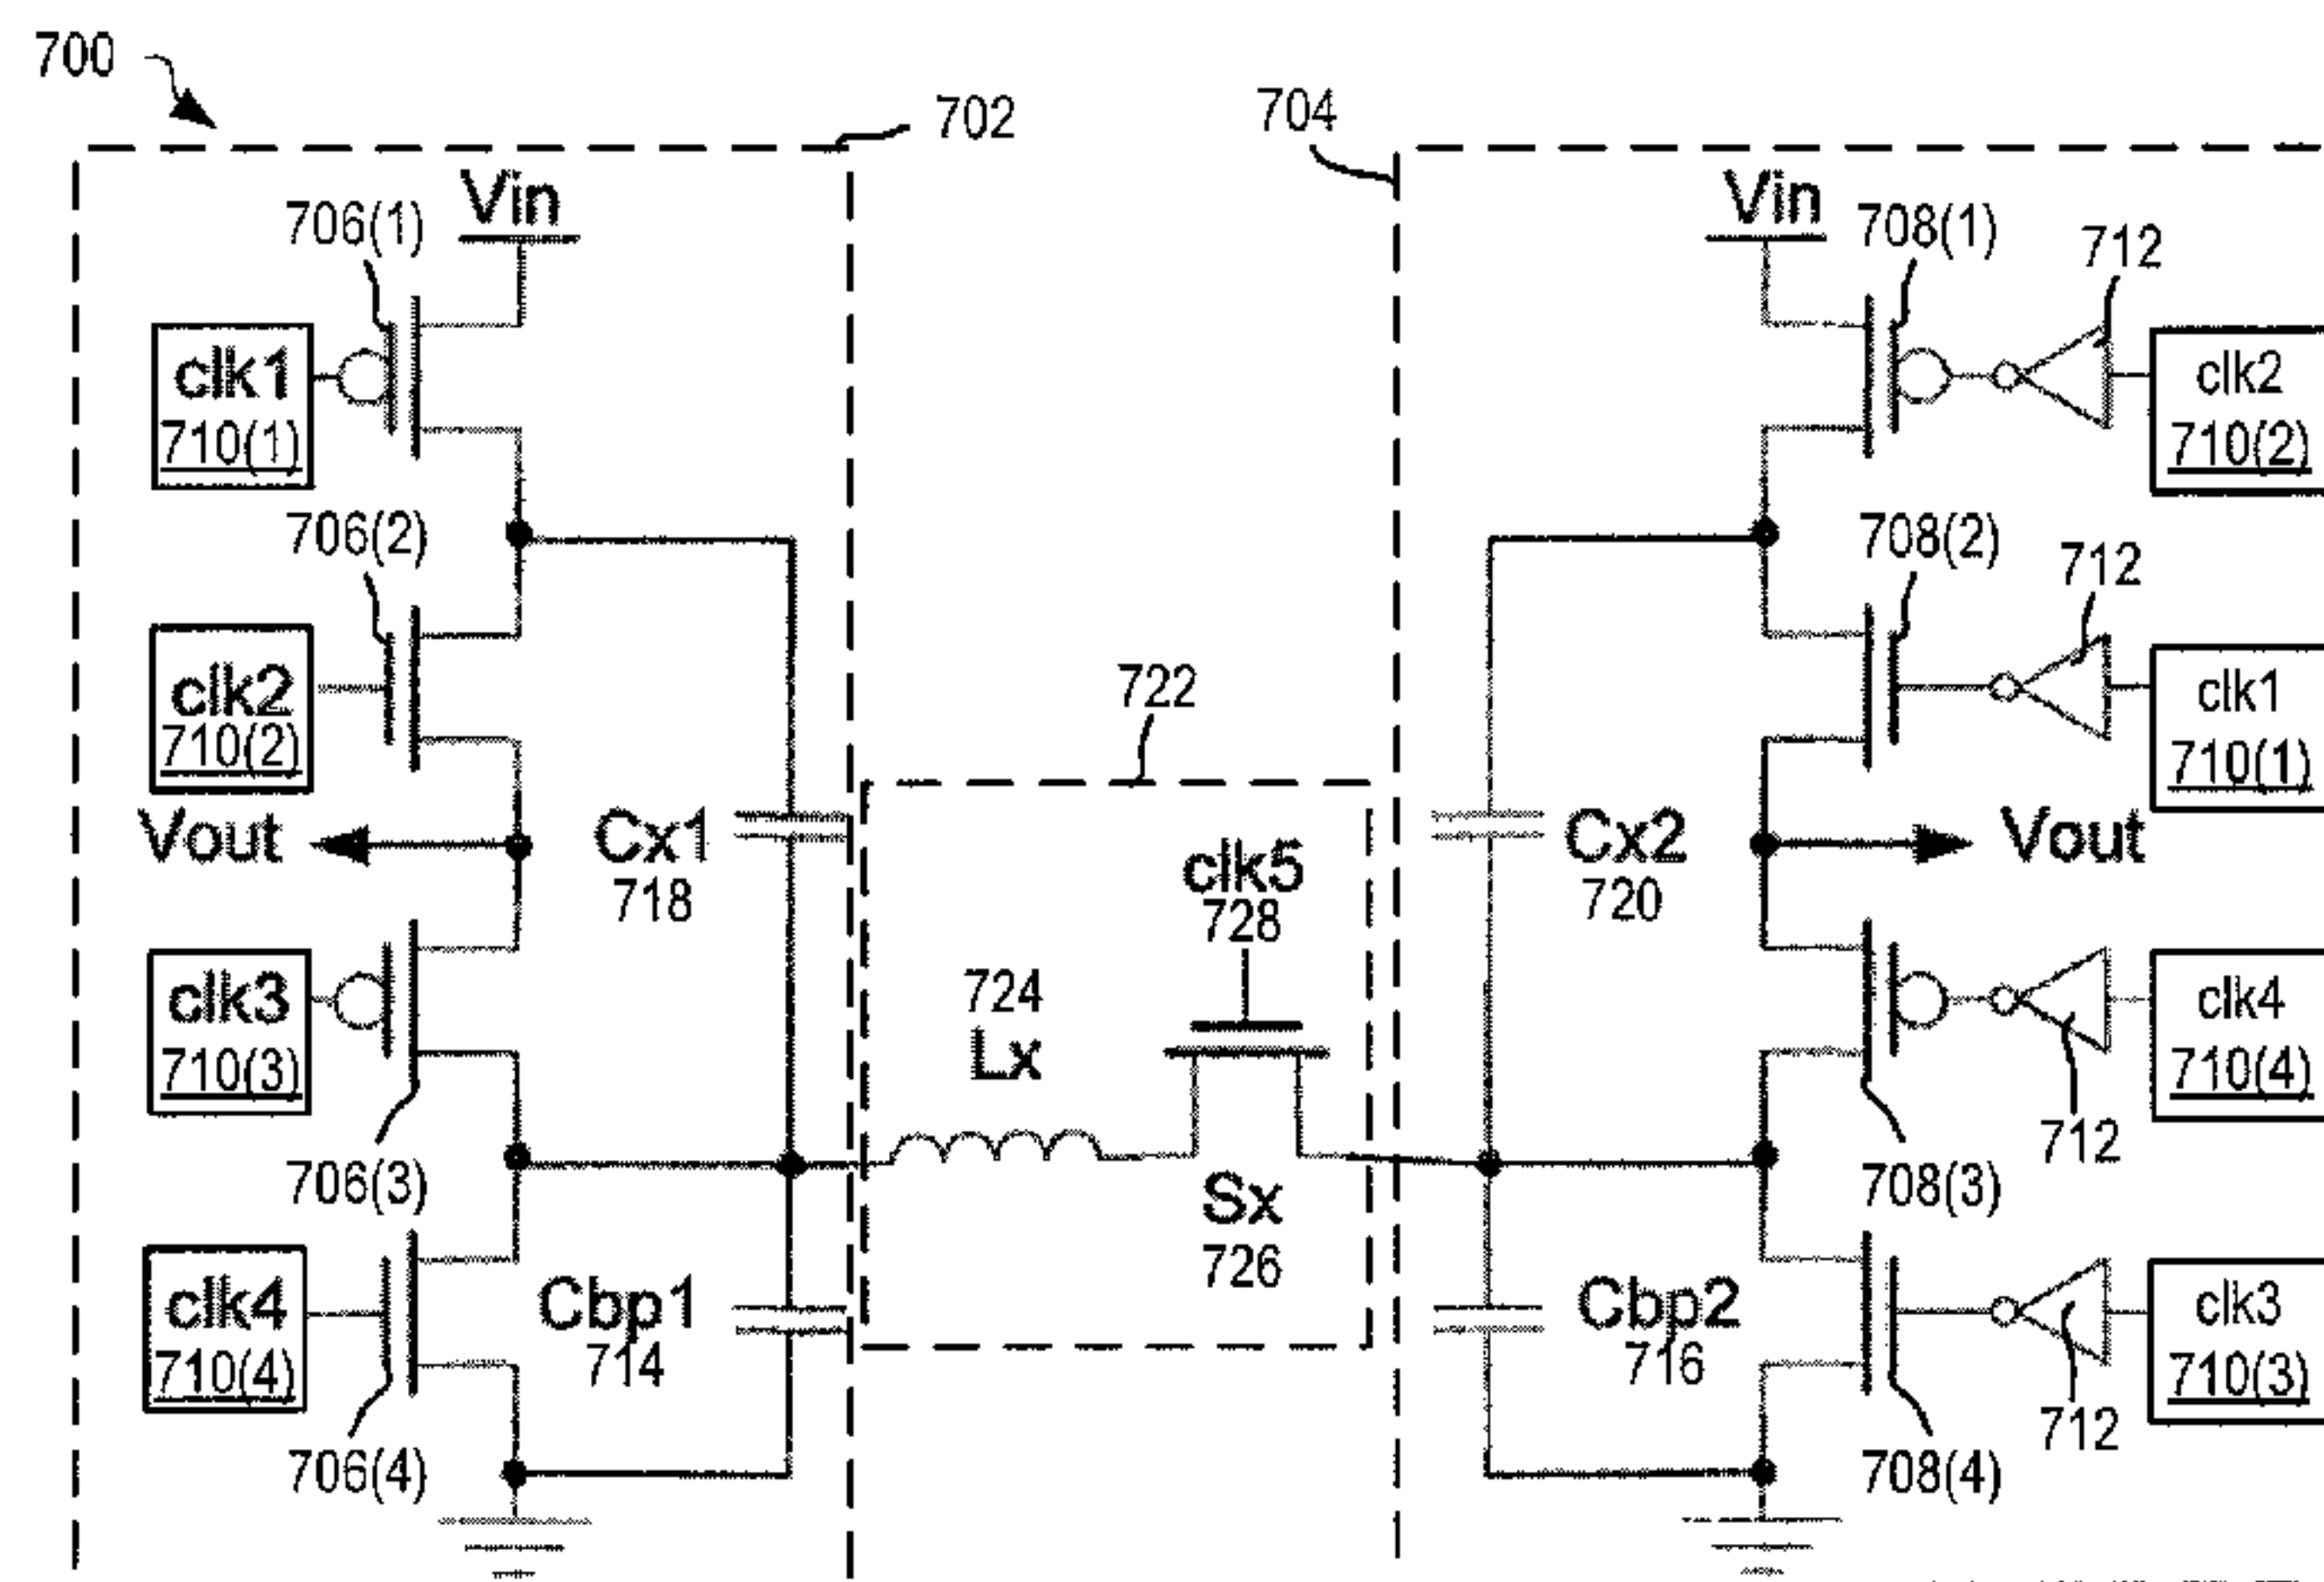 700
702
704
Vin
706(1)
clk1
710(1)
706(2)
clk2
710(2)
Vout
Cx1
718
clk3
710(3)
706(3)
clk4
710(4)
Cbp1
714
706(4)
722
clk5
728
724
Lx
Sx
726
Vin
708(1)
712
clk2
710(2)
708(2)
712
clk1
710(1)
Cx2
720
Vout
clk4
710(4)
712
708(3)
Cbp2
716
clk3
710(3)
712
708(4)